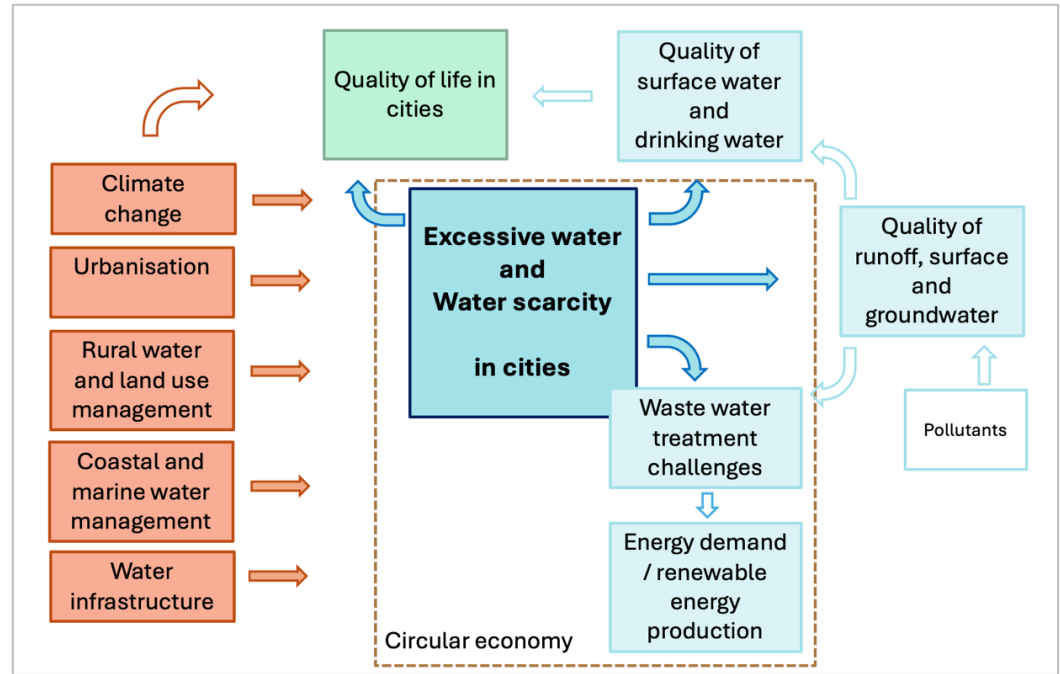 Quality of life in
cities
Quality of
surface water
and
drinking water
Climate
change
Urbanisation
Rural water
and land use
management
Coastal and
marine water
management
Water
infrastructure
Excessive water
and
Water scarcity
in cities
Quality of
runoff, surface
and
groundwater
Pollutants
Waste water
treatment
challenges
Energy demand
/ renewable
energy
production
Circular economy